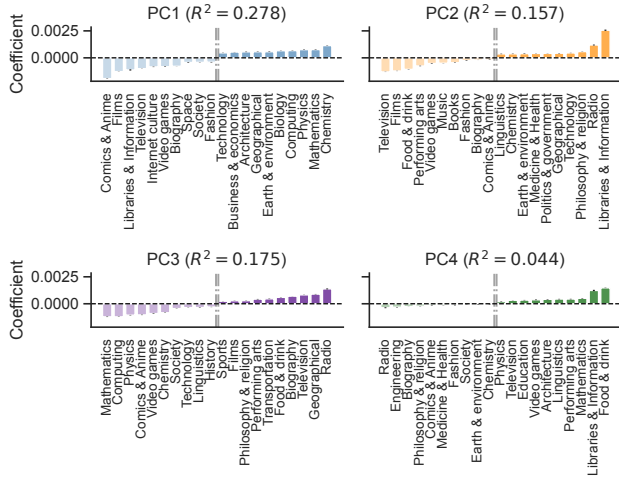 PC1 (R² = 0.278)
Coefficient
0.0025
0.0000
Comics & Anime
Films
Libraries & Information
Television
Internet culture
Video games
Biography
Space
Society
Fashion
Technology
Business & economics
Architecture
Geographical
Earth & environment
Biology
Computing
Physics
Mathematics
Chemistry
PC2 (R² = 0.157)
Television
Films
Food & drink
Performing arts
Video games
Music
Books
Fashion
Biography
Comics & Anime
Linguistics
Chemistry
Earth & environment
Medicine & Health
Politics & government
Geographical
Technology
Philosophy & religion
Radio
Libraries & Information
PC3 (R² = 0.175)
Coefficient
0.0025
0.0000
Mathematics
Computing
Physics
Comics & Anime
Video games
Chemistry
Society
Technology
Linguistics
History
Sports
Films
Philosophy & religion
Performing arts
Transportation
Food & drink
Biography
Television
Geographical
Radio
PC4 (R² = 0.044)
Radio
Engineering
Biography
Philosophy & religion
Comics & Anime
Medicine & Health
Fashion
Society
Earth & environment
Chemistry
Physics
Television
Education
Video games
Architecture
Linguistics
Performing arts
Mathematics
Libraries & Information
Food & drink